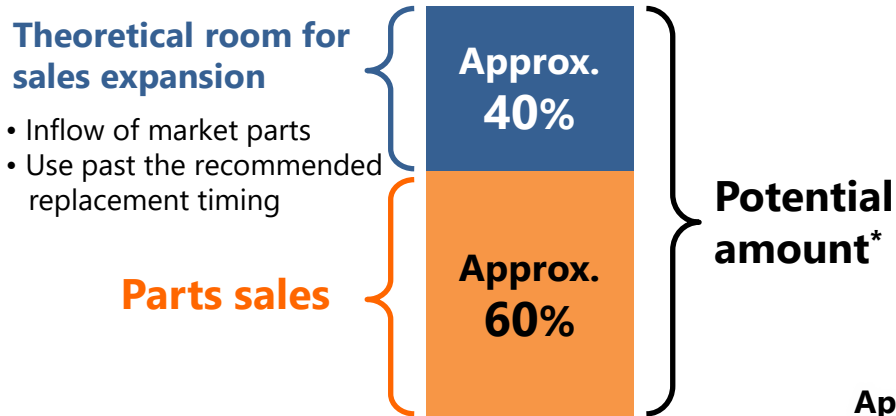 Theoretical room for
sales expansion
• Inflow of market parts
• Use past the recommended
replacement timing
Parts sales
Approx.
40%
Approx.
60%
Potential
amount*
Ap